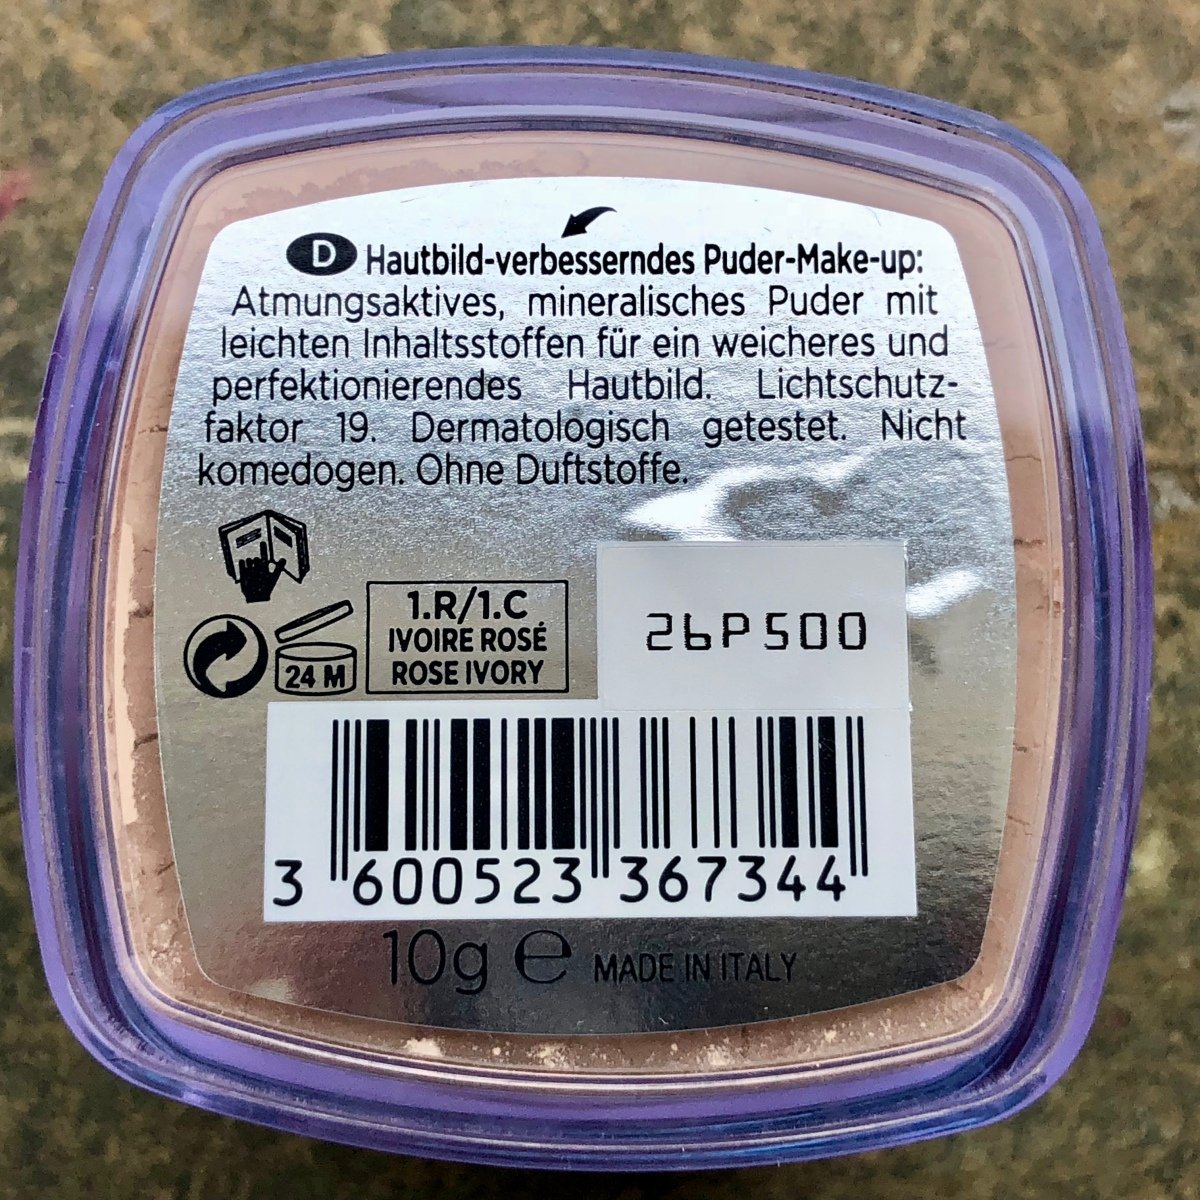 D Hautbild-verbesserndes Puder-Make-up:
Atmungsaktives, mineralisches Puder mit
leichten Inhaltsstoffen für ein weicheres und
perfektionierendes Hautbild. Lichtschutz-
faktor 19. Dermatologisch getestet. Nicht
komedogen. Ohne Duftstoffe.
24 M
1.R/1.C
IVOIRE ROSÉ
ROSE IVORY
26P500
3 600523 367344
10g e MADE IN ITALY